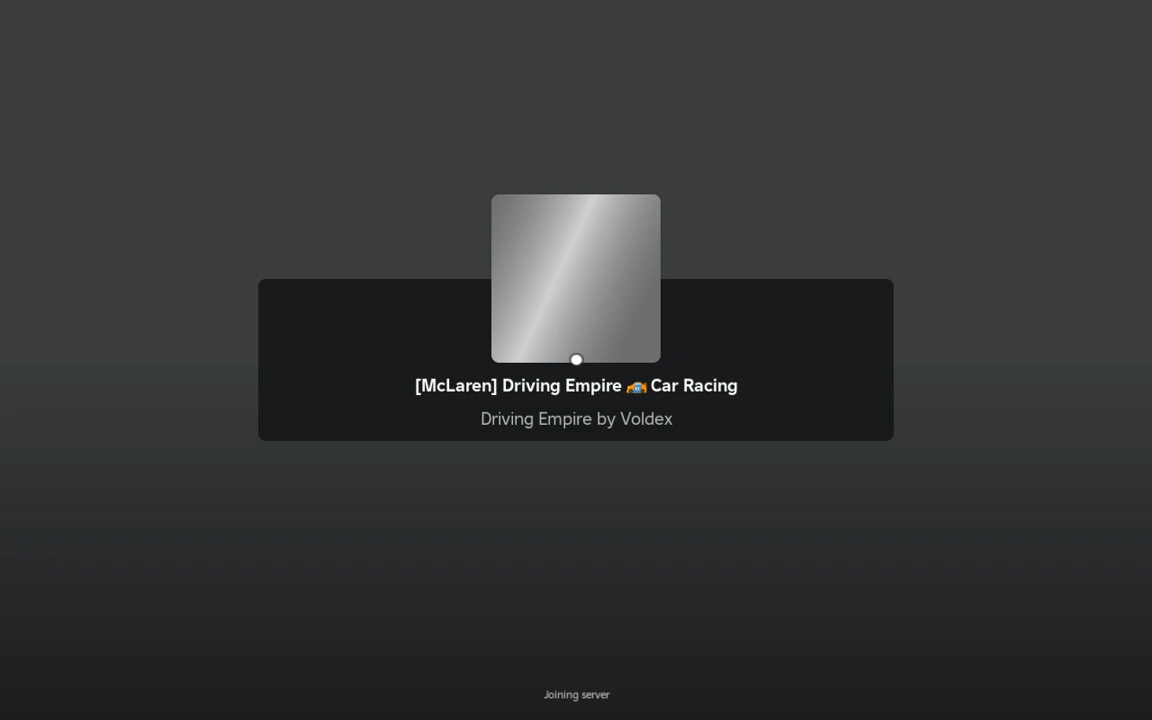 [McLaren] Driving Empire 🏎️ Car Racing
Driving Empire by Voldex
Joining server